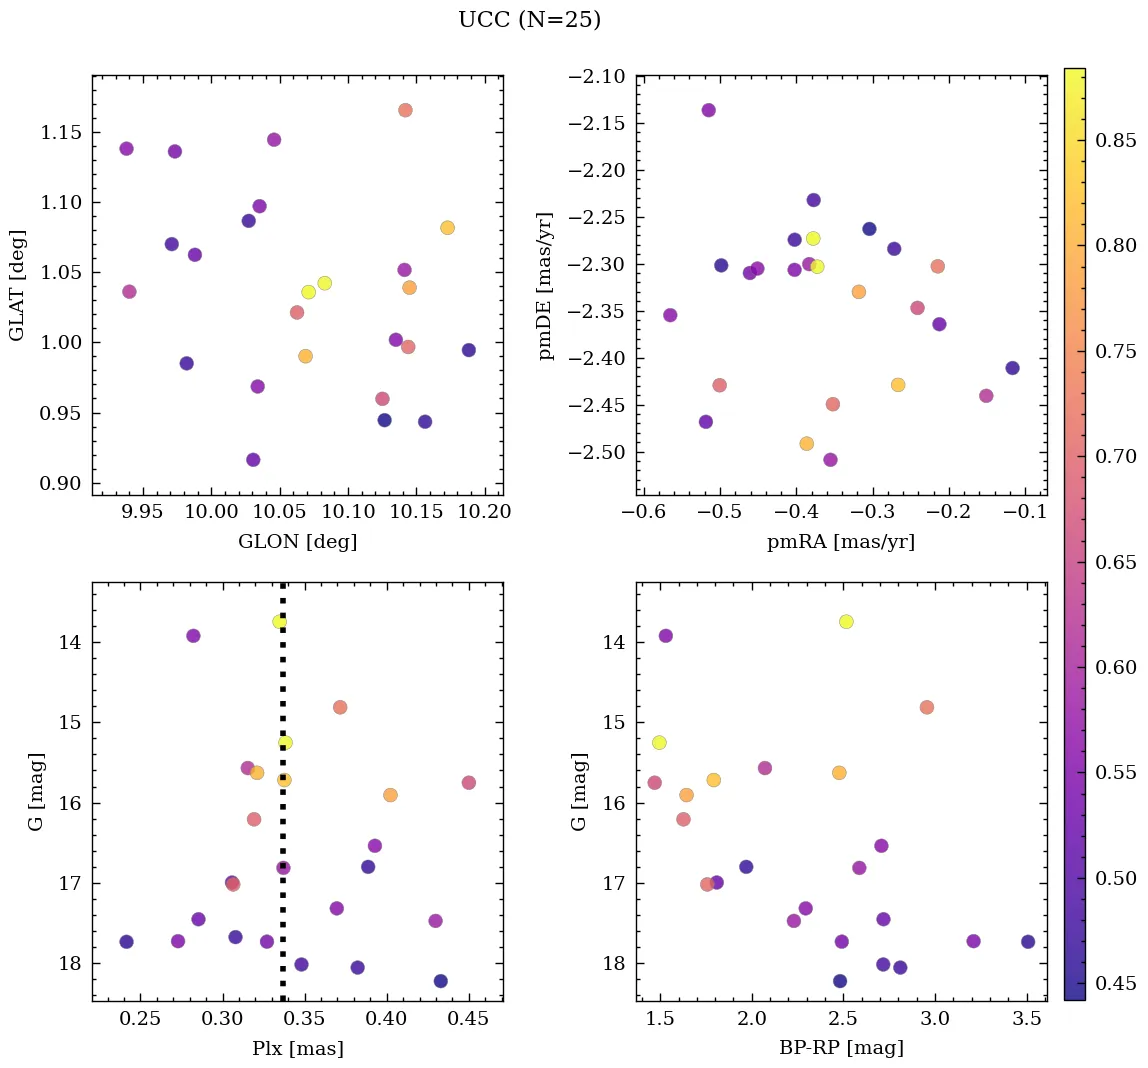 UCC (N=25)
1.15
1.10
1.05
1.00
0.95
0.90
GLAT [deg]
9.95 10.00 10.05 10.10 10.15 10.20
GLON [deg]
−2.10
−2.15
−2.20
−2.25
−2.30
−2.35
−2.40
−2.45
−2.50
pmDE [mas/yr]
−0.6 −0.5 −0.4 −0.3 −0.2 −0.1
pmRA [mas/yr]
14
15
16
17
18
G [mag]
0.25 0.30 0.35 0.40 0.45
Plx [mas]
14
15
16
17
18
G [mag]
1.5 2.0 2.5 3.0 3.5
BP-RP [mag]
0.85
0.80
0.75
0.70
0.65
0.60
0.55
0.50
0.45